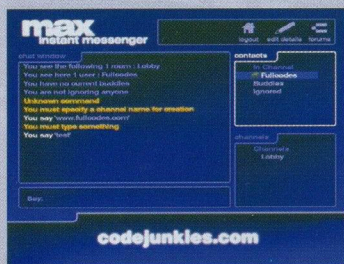 max
instant messenger
logout edit details forums
chat window
You see the following 1 room : Lobby
You see here 1 user : Fulloodes
You have no current buddies
You are not ignoring anyone
Unknown command
You must specify a channel name for creation
You say 'www.fulloodes.com'
You must type something
You say 'test'
contacts
In Channel
Fulloodes
Buddies
Ignored
channels
Channels
Lobby
Say:
codejunkies.com